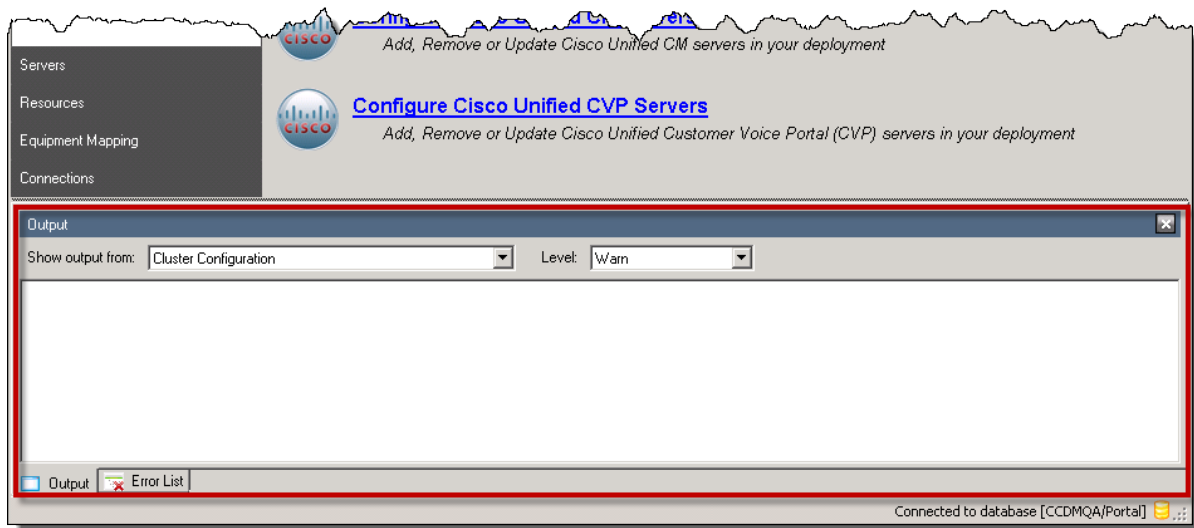 CISCO
Add, Remove or Update Cisco Unified CM servers in your deployment
Servers
Resources
Equipment Mapping
Connections
CISCO
Configure Cisco Unified CVP Servers
Add, Remove or Update Cisco Unified Customer Voice Portal (CVP) servers in your deployment
Output
Show output from: Cluster Configuration Level: Warn
Output Error List
Connected to database [CCDMQA/Portal]